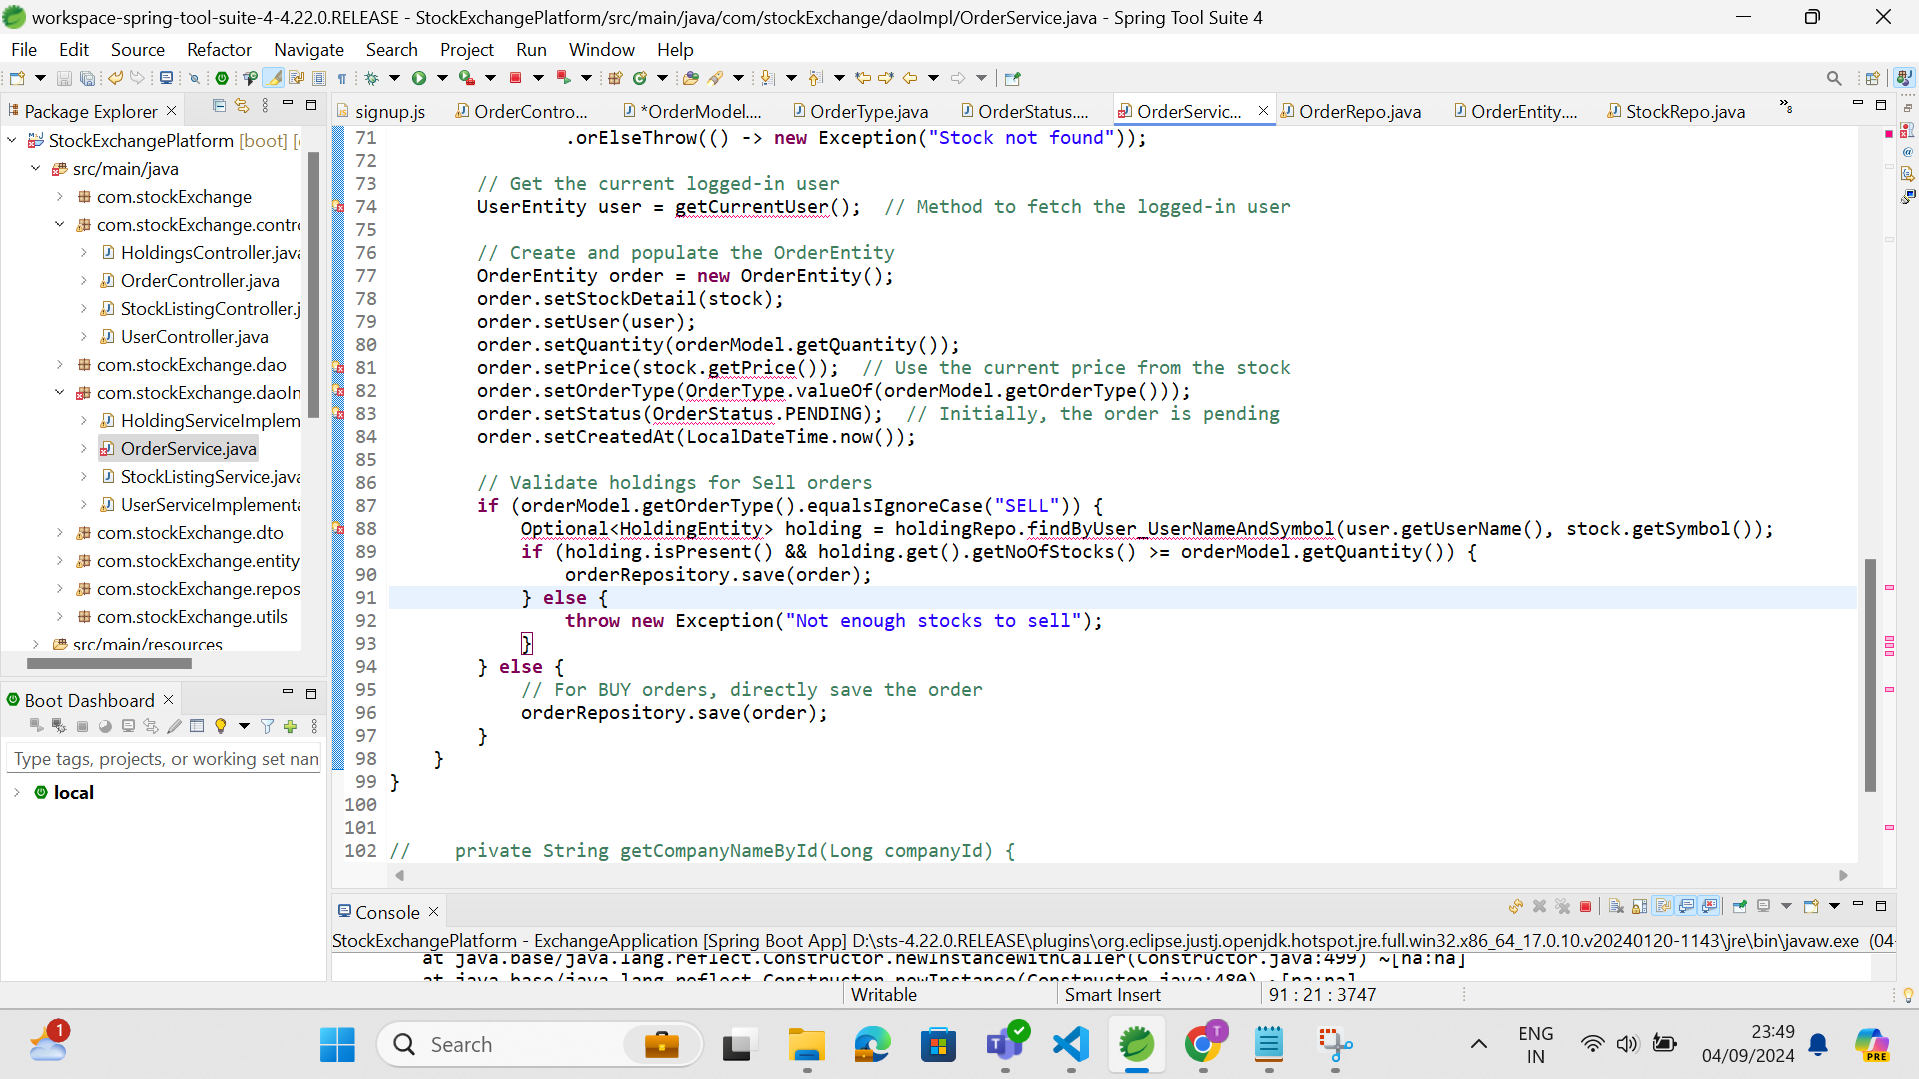 workspace-spring-tool-suite-4-4.22.0.RELEASE - StockExchangePlatform/src/main/java/com/stockExchange/daoImpl/OrderService.java - Spring Tool Suite 4
File Edit Source Refactor Navigate Search Project Run Window Help
Package Explorer
StockExchangePlatform [boot] [
src/main/java
com.stockExchange
com.stockExchange.contr
HoldingsController.java
OrderController.java
StockListingController.j
UserController.java
com.stockExchange.dao
com.stockExchange.daoIn
HoldingServiceImplem
OrderService.java
StockListingService.java
UserServiceImplementa
com.stockExchange.dto
com.stockExchange.entity
com.stockExchange.repos
com.stockExchange.utils
src/main/resources
Boot Dashboard
Type tags, projects, or working set nan
local
signup.js OrderContro... *OrderModel.... OrderType.java OrderStatus.... OrderServic... OrderRepo.java OrderEntity.... StockRepo.java »8
71 .orElseThrow(() -> new Exception("Stock not found"));
72
73 // Get the current logged-in user
74 UserEntity user = getCurrentUser(); // Method to fetch the logged-in user
75
76 // Create and populate the OrderEntity
77 OrderEntity order = new OrderEntity();
78 order.setStockDetail(stock);
79 order.setUser(user);
80 order.setQuantity(orderModel.getQuantity());
81 order.setPrice(stock.getPrice()); // Use the current price from the stock
82 order.setOrderType(OrderType.valueOf(orderModel.getOrderType()));
83 order.setStatus(OrderStatus.PENDING); // Initially, the order is pending
84 order.setCreatedAt(LocalDateTime.now());
85
86 // Validate holdings for Sell orders
87 if (orderModel.getOrderType().equalsIgnoreCase("SELL")) {
88 Optional<HoldingEntity> holding = holdingRepo.findByUser_UserNameAndSymbol(user.getUserName(), stock.getSymbol());
89 if (holding.isPresent() && holding.get().getNoOfStocks() >= orderModel.getQuantity()) {
90 orderRepository.save(order);
91 } else {
92 throw new Exception("Not enough stocks to sell");
93 }
94 } else {
95 // For BUY orders, directly save the order
96 orderRepository.save(order);
97 }
98 }
99 }
100
101
102 // private String getCompanyNameById(Long companyId) {
Console
StockExchangePlatform - ExchangeApplication [Spring Boot App] D:\sts-4.22.0.RELEASE\plugins\org.eclipse.justj.openjdk.hotspot.jre.full.win32.x86_64_17.0.10.v20240120-1143\jre\bin\javaw.exe (04-
at java.base/java.lang.reflect.Constructor.newInstanceWithCaller(Constructor.java:499) ~[na:na]
at java.base/java.lang.reflect.Constructor.newInstance(Constructor.java:480) ~[na:na]
Writable Smart Insert 91 : 21 : 3747
1
Search
T
PRE
ENG
IN
23:49
04/09/2024